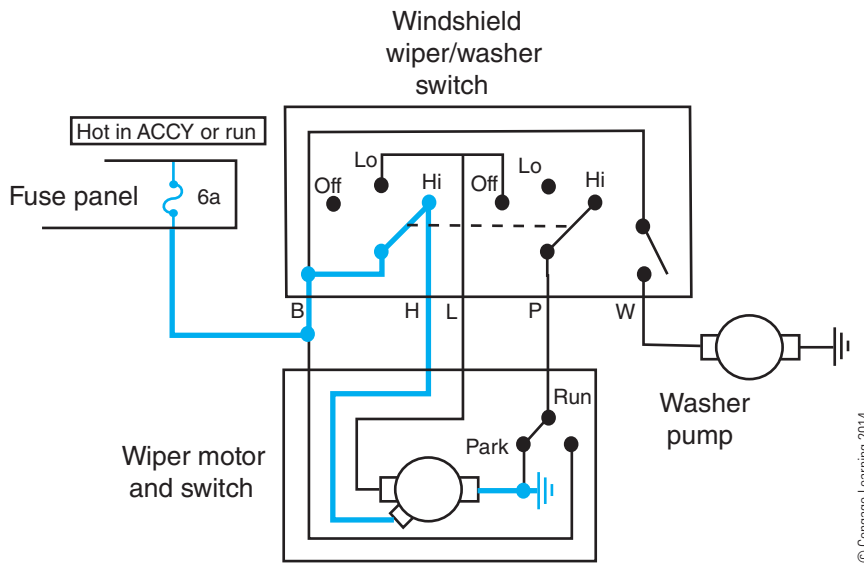 Windshield
wiper/washer
switch
Hot in ACCY or run
Fuse panel
6a
Off
Lo
Hi
Off
Lo
Hi
B
H
L
P
W
Washer
pump
Wiper motor
and switch
Park
Run
© Cengage Learning 2014